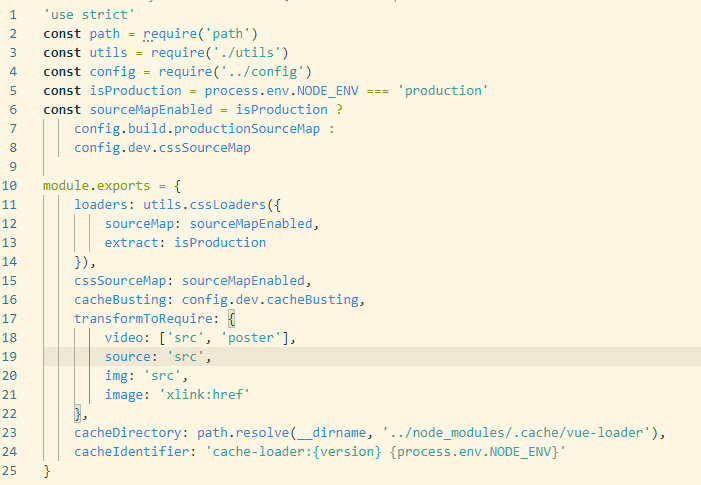 1 'use strict'
2 const path = require('path')
3 const utils = require('./utils')
4 const config = require('../config')
5 const isProduction = process.env.NODE_ENV === 'production'
6 const sourceMapEnabled = isProduction ?
7 config.build.productionSourceMap :
8 config.dev.cssSourceMap
9
10 module.exports = {
11 loaders: utils.cssLoaders({
12 sourceMap: sourceMapEnabled,
13 extract: isProduction
14 }),
15 cssSourceMap: sourceMapEnabled,
16 cacheBusting: config.dev.cacheBusting,
17 transformToRequire: {
18 video: ['src', 'poster'],
19 source: 'src',
20 img: 'src',
21 image: 'xlink:href'
22 },
23 cacheDirectory: path.resolve(__dirname, '../node_modules/.cache/vue-loader'),
24 cacheIdentifier: 'cache-loader:{version} {process.env.NODE_ENV}'
25 }